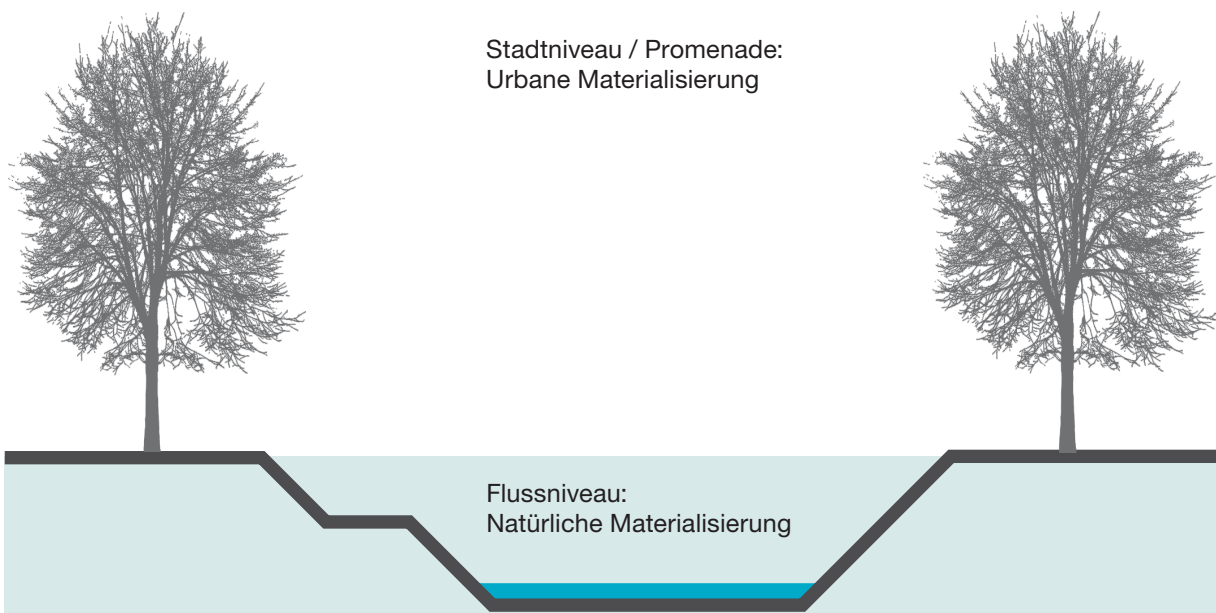 Stadtniveau / Promenade:
Urbane Materialisierung
Flussniveau:
Natürliche Materialisierung